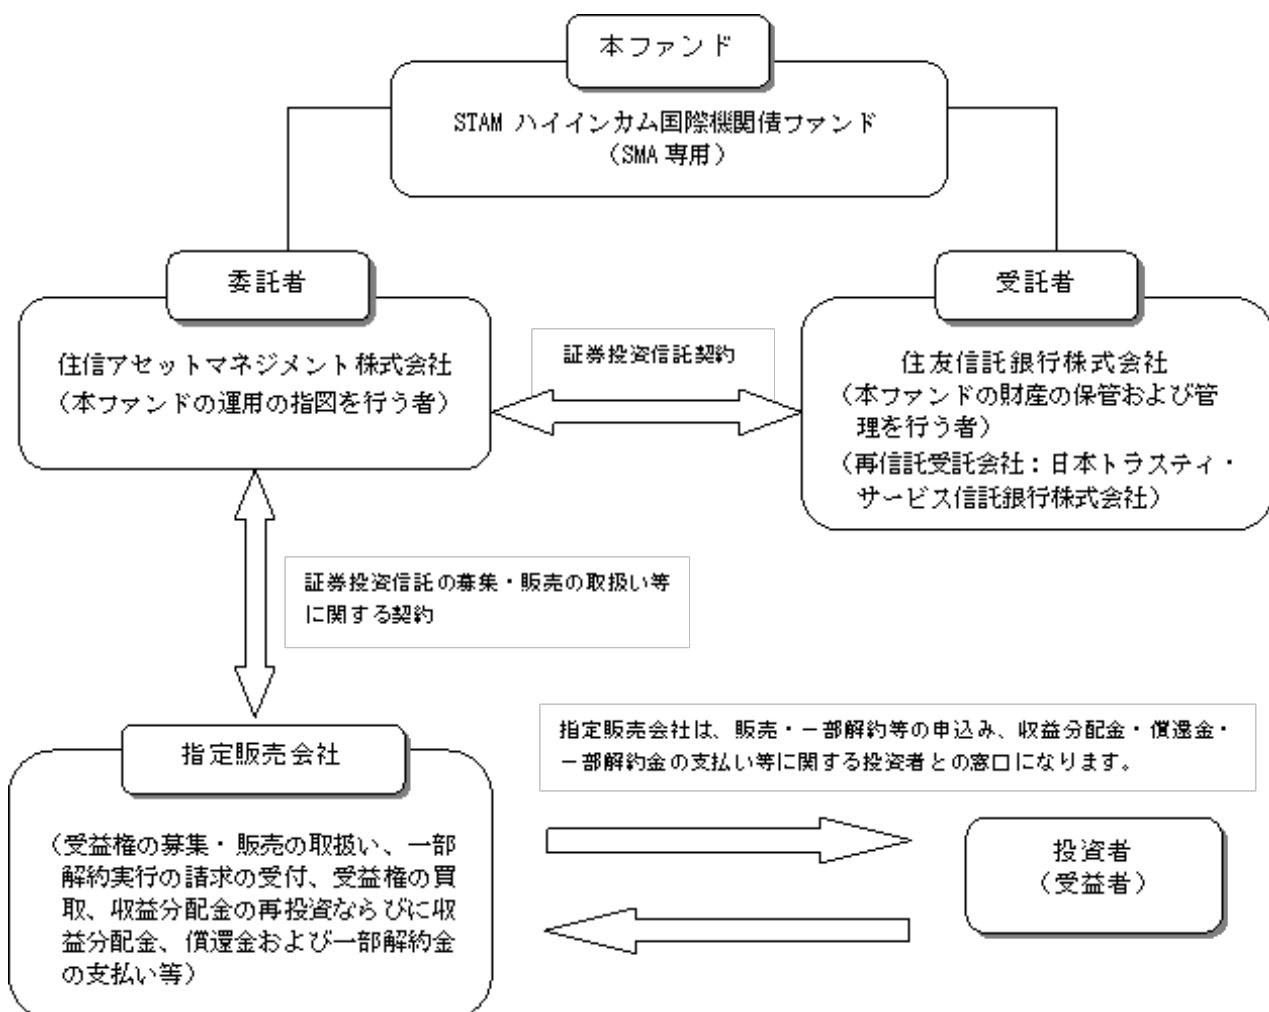 本ファンド
STAM ハイインカム国際機関債ファンド
（SMA 専用）
委託者
住信アセットマネジメント株式会社
（本ファンドの運用の指図を行う者）
証券投資信託契約
受託者
住友信託銀行株式会社
（本ファンドの財産の保管および管
理を行う者）
（再信託受託会社：日本トラスティ・
サービス信託銀行株式会社）
証券投資信託の募集・販売の取扱い等
に関する契約
指定販売会社は、販売・一部解約等の申込み、収益分配金・償還金・
一部解約金の支払い等に関する投資者との窓口になります。
指定販売会社
（受益権の募集・販売の取扱い、一部
解約実行の請求の受付、受益権の買
取、収益分配金の再投資ならびに収
益分配金、償還金および一部解約金
の支払い等）
投資者
（受益者）